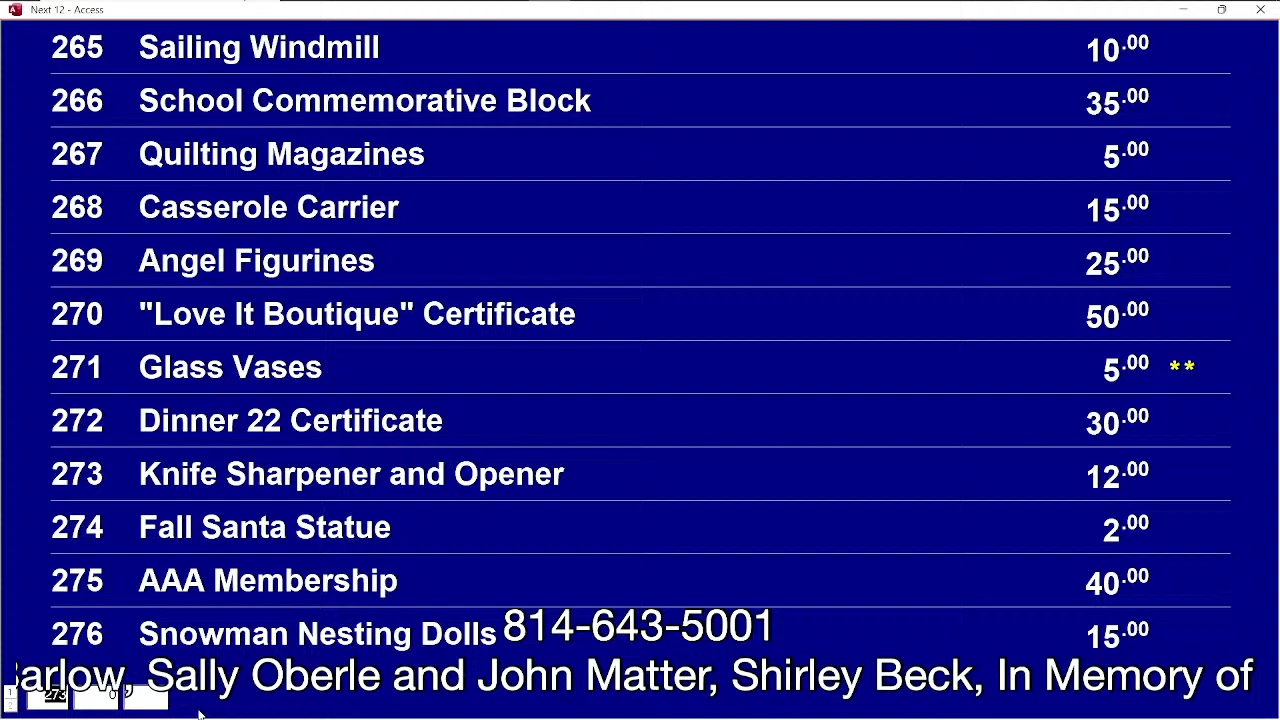 Next 12 - Access
265 Sailing Windmill 10.00
266 School Commemorative Block 35.00
267 Quilting Magazines 5.00
268 Casserole Carrier 15.00
269 Angel Figurines 25.00
270 "Love It Boutique" Certificate 50.00
271 Glass Vases 5.00 **
272 Dinner 22 Certificate 30.00
273 Knife Sharpener and Opener 12.00
274 Fall Santa Statue 2.00
275 AAA Membership 40.00
276 Snowman Nesting Dolls 15.00
814-643-5001
Barlow, Sally Oberle and John Matter, Shirley Beck, In Memory of
1 273
2